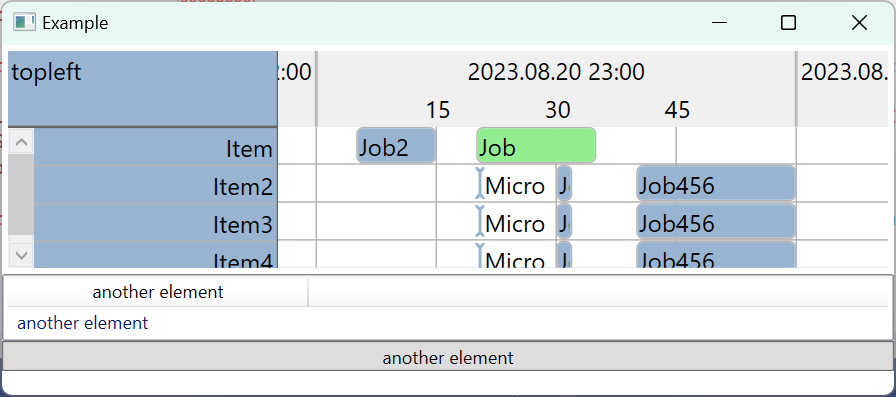 Example
topleft
:00 2023.08.20 23:00 2023.08.
15 30 45
Item Job2 Job
Item2 Micro J Job456
Item3 Micro J Job456
Item4 Micro J Job456
another element
another element
another element